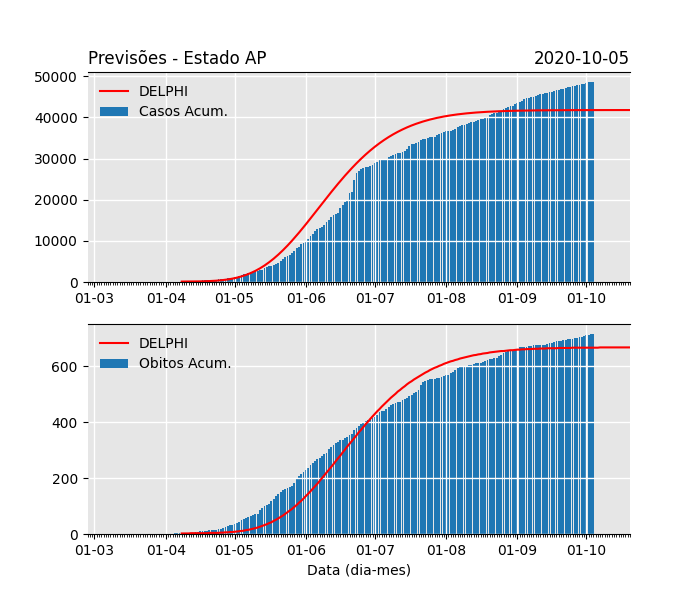 Previsões - Estado AP 2020-10-05
50000
40000
30000
20000
10000
0
DELPHI
Casos Acum.
01-03 01-04 01-05 01-06 01-07 01-08 01-09 01-10
600
400
200
0
DELPHI
Obitos Acum.
01-03 01-04 01-05 01-06 01-07 01-08 01-09 01-10
Data (dia-mes)